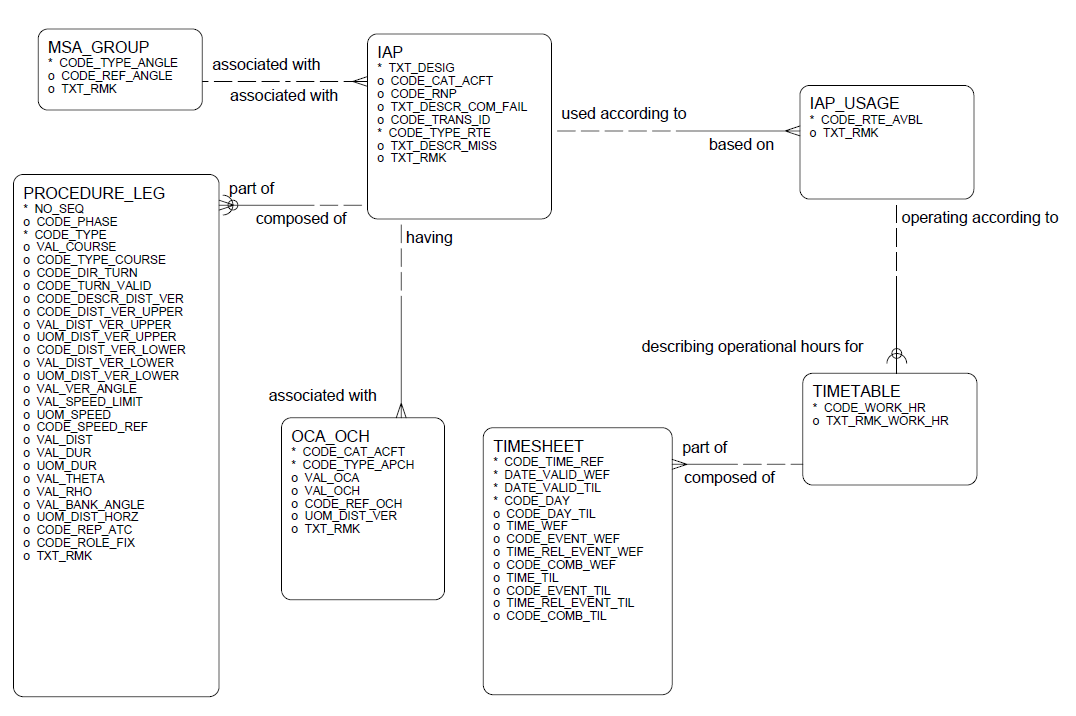 MSA_GROUP
* CODE_TYPE_ANGLE
o CODE_REF_ANGLE
o TXT_RMK
associated with
associated with
IAP
* TXT_DESIG
o CODE_CAT_ACFT
o CODE_RNP
o TXT_DESCR_COM_FAIL
o CODE_TRANS_ID
* CODE_TYPE_RTE
o TXT_DESCR_MISS
o TXT_RMK
used according to
based on
IAP_USAGE
* CODE_RTE_AVBL
o TXT_RMK
PROCEDURE_LEG
* NO_SEQ
o CODE_PHASE
* CODE_TYPE
o VAL_COURSE
o CODE_TYPE_COURSE
o CODE_DIR_TURN
o CODE_TURN_VALID
o CODE_DESCR_DIST_VER
o CODE_DIST_VER_UPPER
o VAL_DIST_VER_UPPER
o UOM_DIST_VER_UPPER
o CODE_DIST_VER_LOWER
o VAL_DIST_VER_LOWER
o UOM_DIST_VER_LOWER
o VAL_VER_ANGLE
o VAL_SPEED_LIMIT
o UOM_SPEED
o CODE_SPEED_REF
o VAL_DIST
o VAL_DUR
o UOM_DUR
o VAL_THETA
o VAL_RHO
o VAL_BANK_ANGLE
o UOM_DIST_HORZ
o CODE_REP_ATC
o CODE_ROLE_FIX
o TXT_RMK
part of
composed of
having
associated with
OCA_OCH
* CODE_CAT_ACFT
* CODE_TYPE_APCH
o VAL_OCA
o VAL_OCH
o CODE_REF_OCH
o UOM_DIST_VER
o TXT_RMK
operating according to
describing operational hours for
TIMETABLE
* CODE_WORK_HR
o TXT_RMK_WORK_HR
part of
composed of
TIMESHEET
* CODE_TIME_REF
* DATE_VALID_WEF
* DATE_VALID_TIL
* CODE_DAY
o CODE_DAY_TIL
o TIME_WEF
o CODE_EVENT_WEF
o TIME_REL_EVENT_WEF
o CODE_COMB_WEF
o TIME_TIL
o CODE_EVENT_TIL
o TIME_REL_EVENT_TIL
o CODE_COMB_TIL